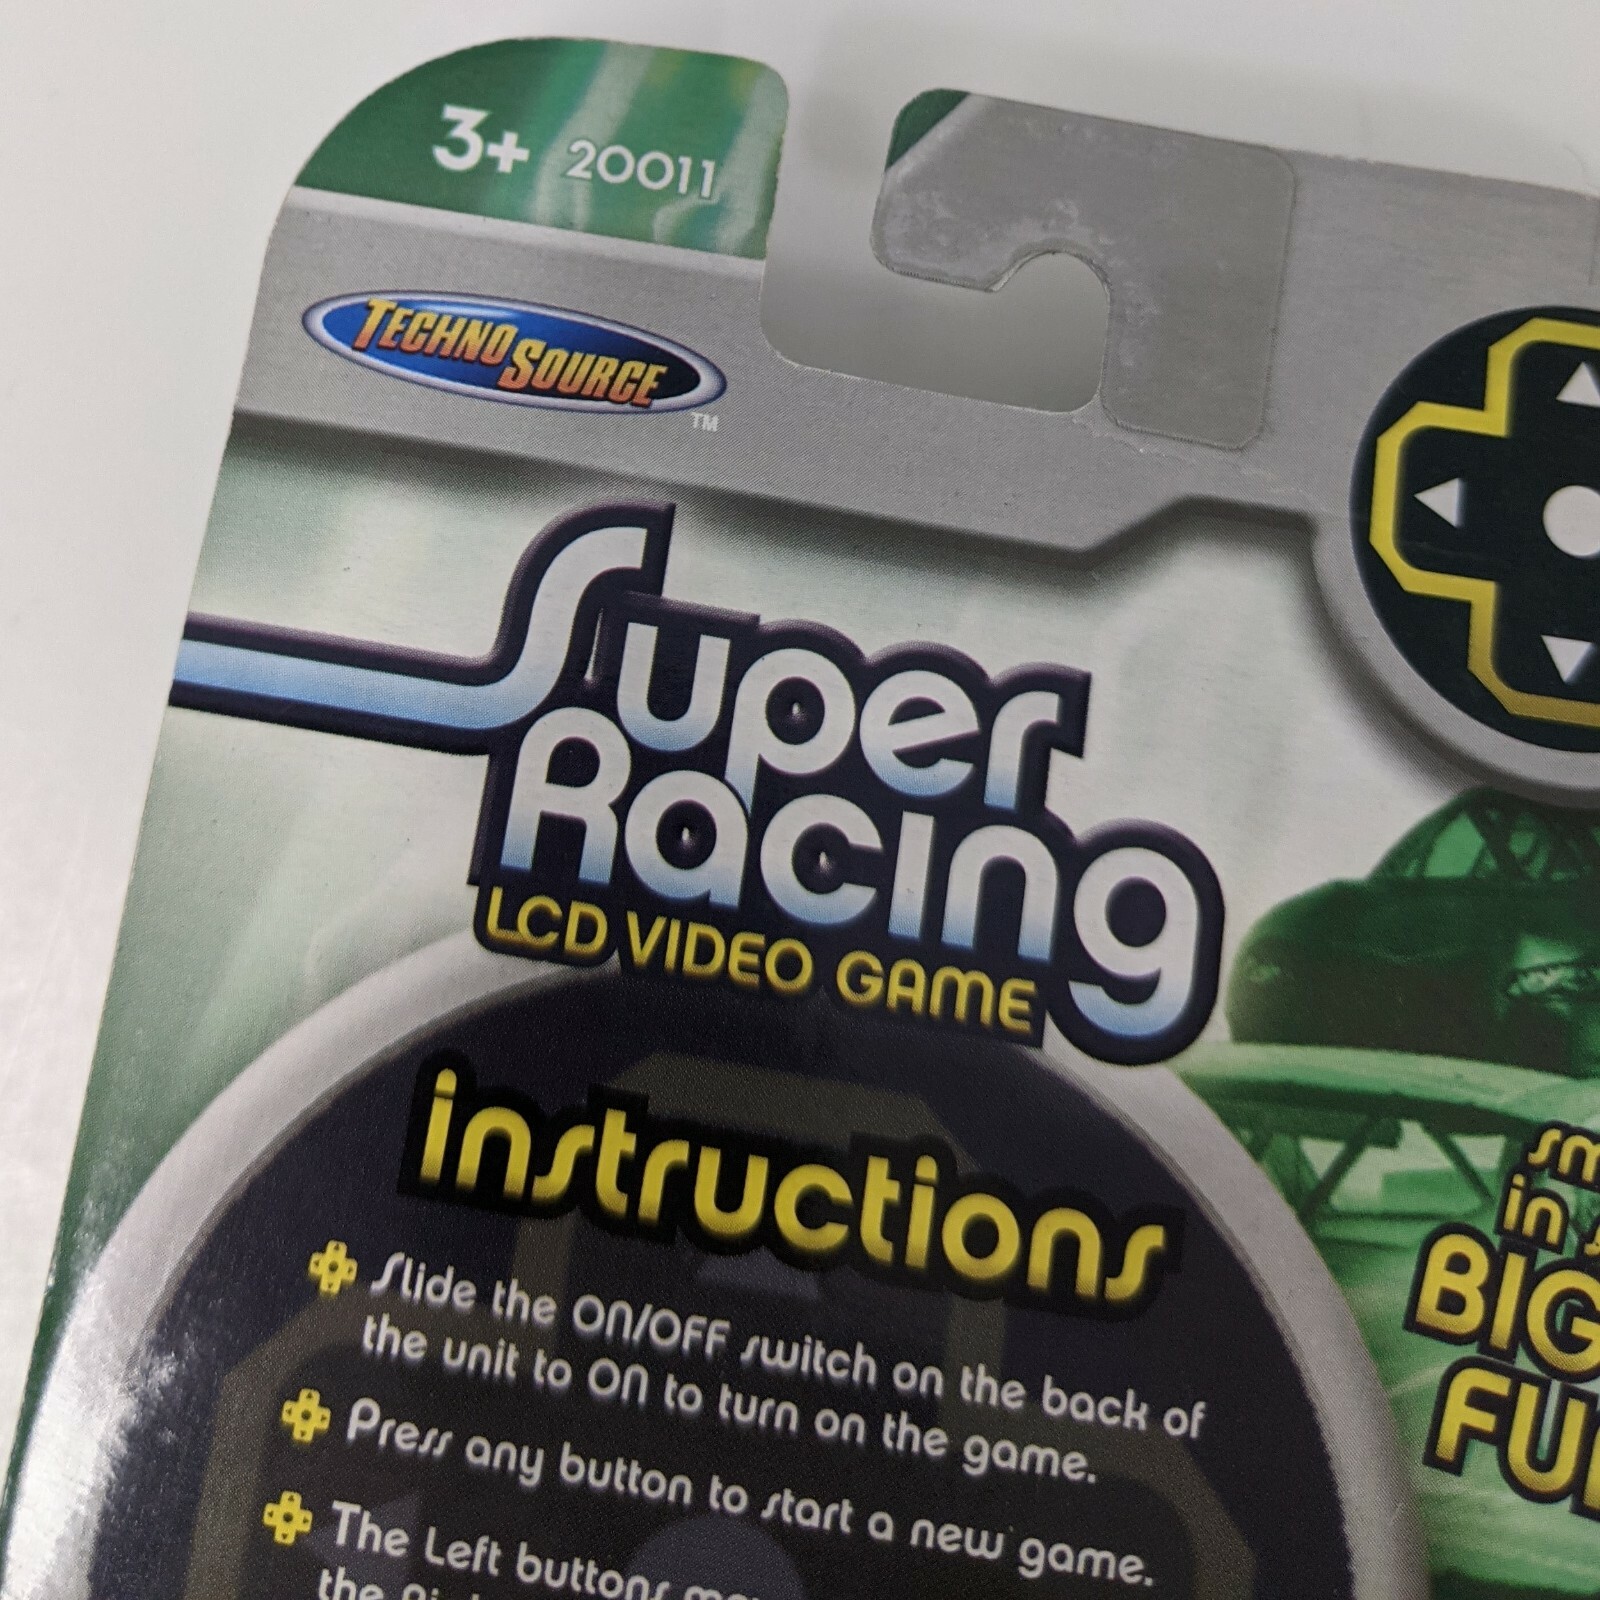 3+ 20011
TECHNO SOURCE
TM
Super
Racing
LCD VIDEO GAME
instructions
Slide the ON/OFF switch on the back of
the unit to ON to turn on the game.
Press any button to start a new game.
The Left buttons
the
in
BIG